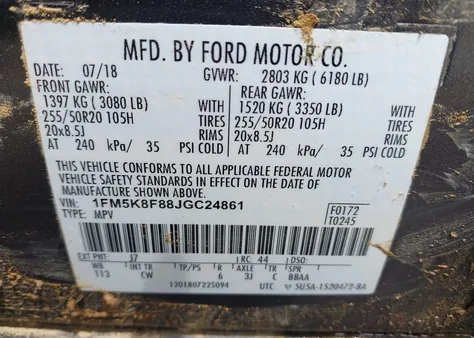 MFD. BY FORD MOTOR CO.
DATE: 07/18 GVWR: 2803 KG ( 6180 LB)
FRONT GAWR: REAR GAWR:
1397 KG ( 3080 LB) WITH 1520 KG ( 3350 LB) WITH
255/50R20 105H TIRES 255/50R20 105H TIRES
20x8.5J RIMS 20x8.5J RIMS
AT 240 kPa/ 35 PSI COLD AT 240 kPa/ 35 PSI COLD
THIS VEHICLE CONFORMS TO ALL APPLICABLE FEDERAL MOTOR
VEHICLE SAFETY STANDARDS IN EFFECT ON THE DATE OF
MANUFACTURE SHOWN ABOVE.
VIN: 1FM5K8F88JGC24861 F0172
TYPE: MPV T0245
EXT PNT: J7 RC: 44 DSO:
WB INT TR TP/PS R AXLE TR SPR
113 CW 6 3J C BBAA
1201807225094 UTC 5USA-1520472-BA